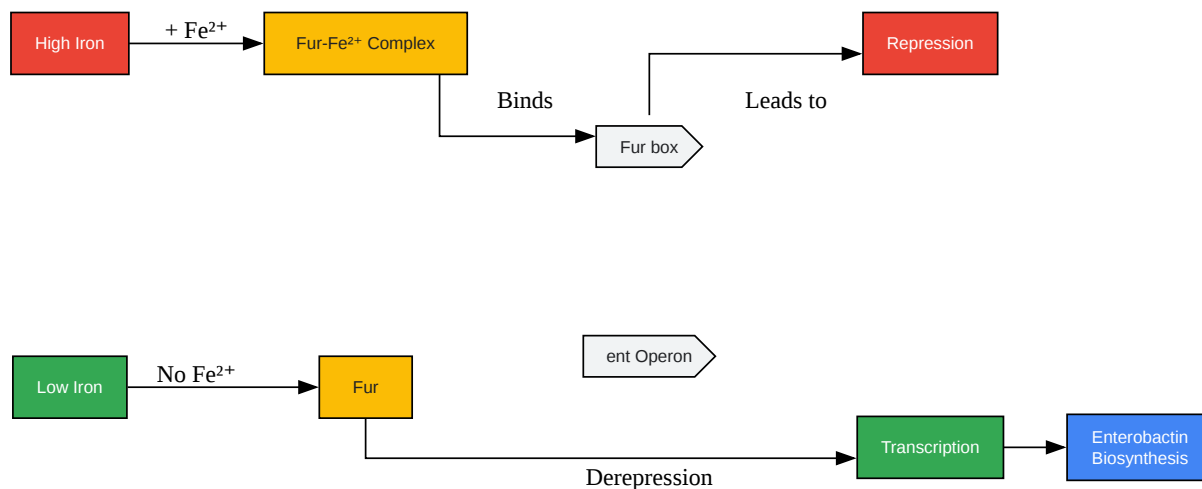 High Iron
+ Fe²⁺
Fur-Fe²⁺ Complex
Binds
Fur box
Leads to
Repression
Low Iron
No Fe²⁺
Fur
ent Operon
Derepression
Transcription
Enterobactin
Biosynthesis